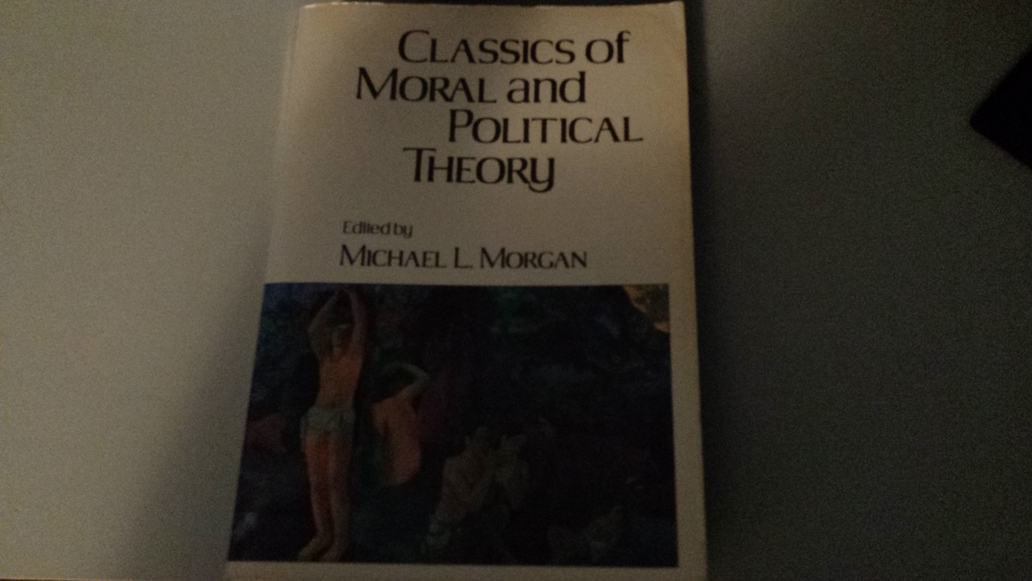 CLASSICS of
MORAL and
POLITICAL
THEORY
Edited by
MICHAEL L. MORGAN